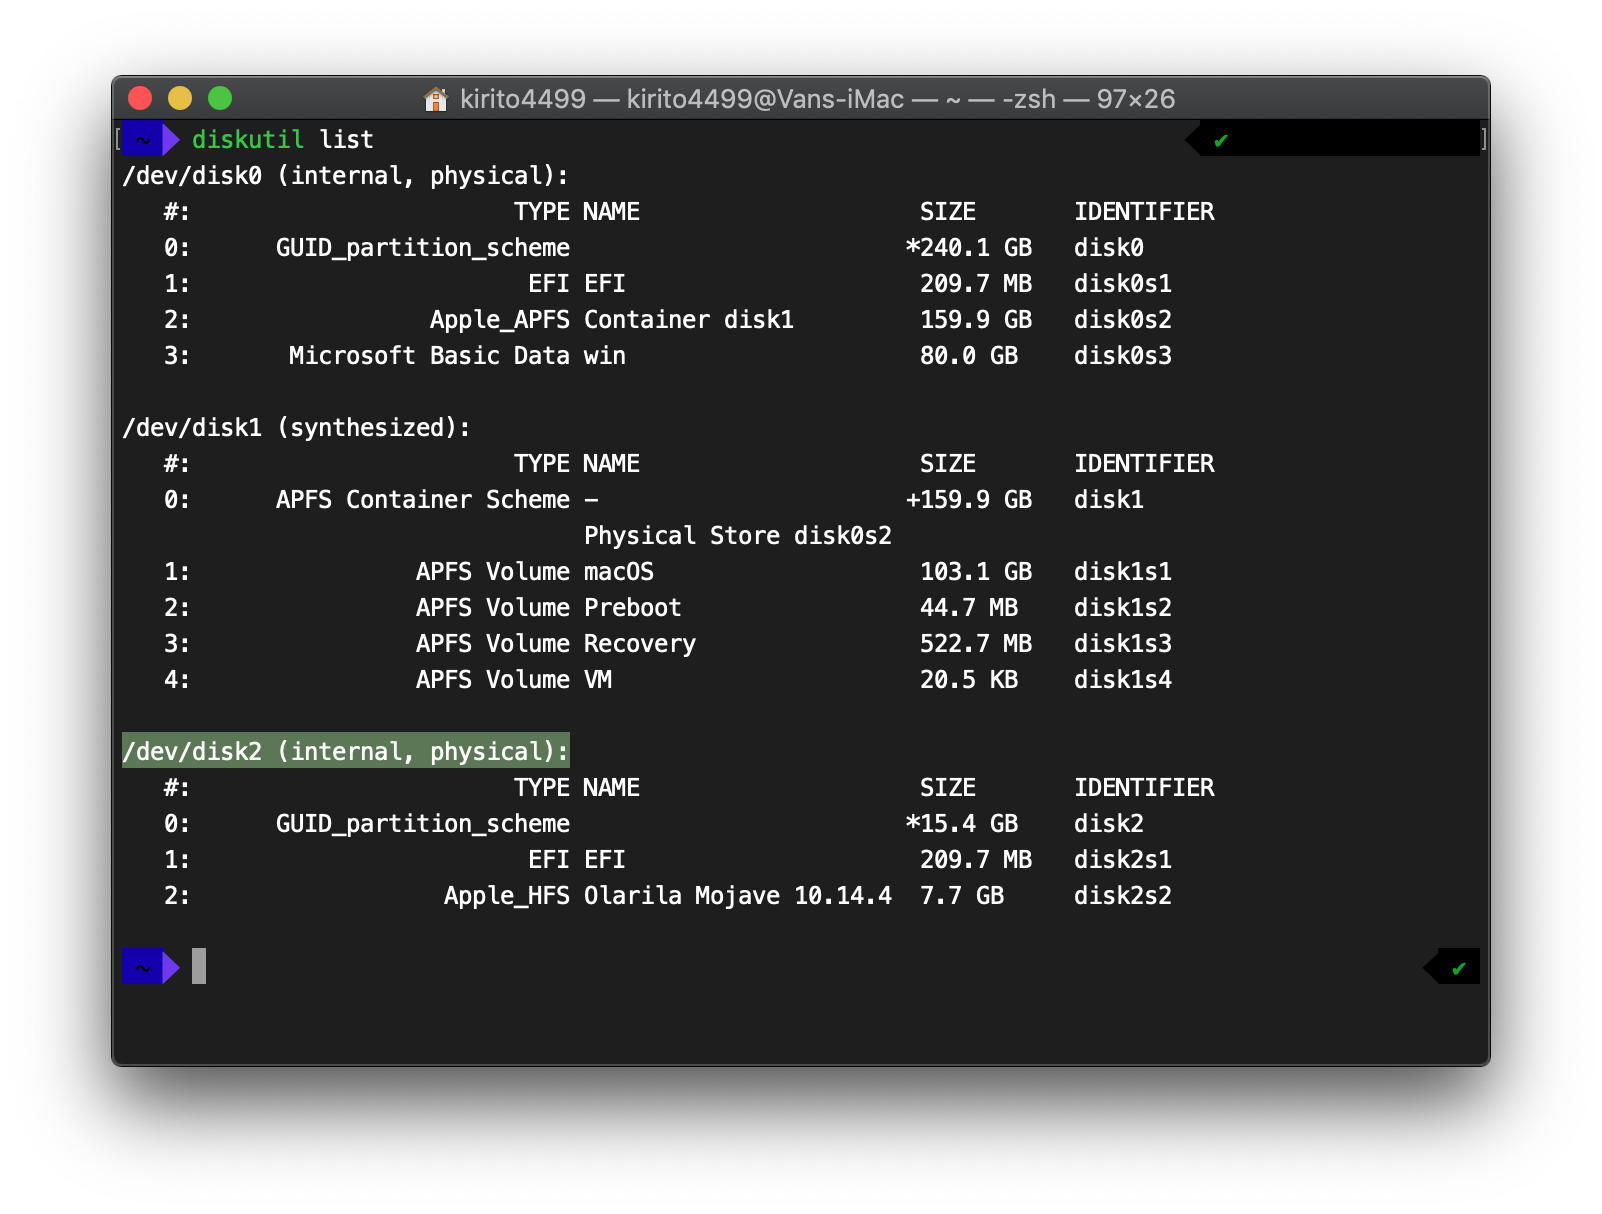 kirito4499 — kirito4499@Vans-iMac — ~ — -zsh — 97×26
[ ~ diskutil list ✔ ]
/dev/disk0 (internal, physical):
   #:                       TYPE NAME                    SIZE       IDENTIFIER
   0:      GUID_partition_scheme                        *240.1 GB   disk0
   1:                        EFI EFI                     209.7 MB   disk0s1
   2:                 Apple_APFS Container disk1         159.9 GB   disk0s2
   3:       Microsoft Basic Data win                     80.0 GB    disk0s3
/dev/disk1 (synthesized):
   #:                       TYPE NAME                    SIZE       IDENTIFIER
   0:      APFS Container Scheme -                      +159.9 GB   disk1
                                 Physical Store disk0s2
   1:                APFS Volume macOS                   103.1 GB   disk1s1
   2:                APFS Volume Preboot                 44.7 MB    disk1s2
   3:                APFS Volume Recovery                522.7 MB   disk1s3
   4:                APFS Volume VM                      20.5 KB    disk1s4
/dev/disk2 (internal, physical):
   #:                       TYPE NAME                    SIZE       IDENTIFIER
   0:      GUID_partition_scheme                        *15.4 GB    disk2
   1:                        EFI EFI                     209.7 MB   disk2s1
   2:                  Apple_HFS Olarila Mojave 10.14.4  7.7 GB     disk2s2
~ ✔